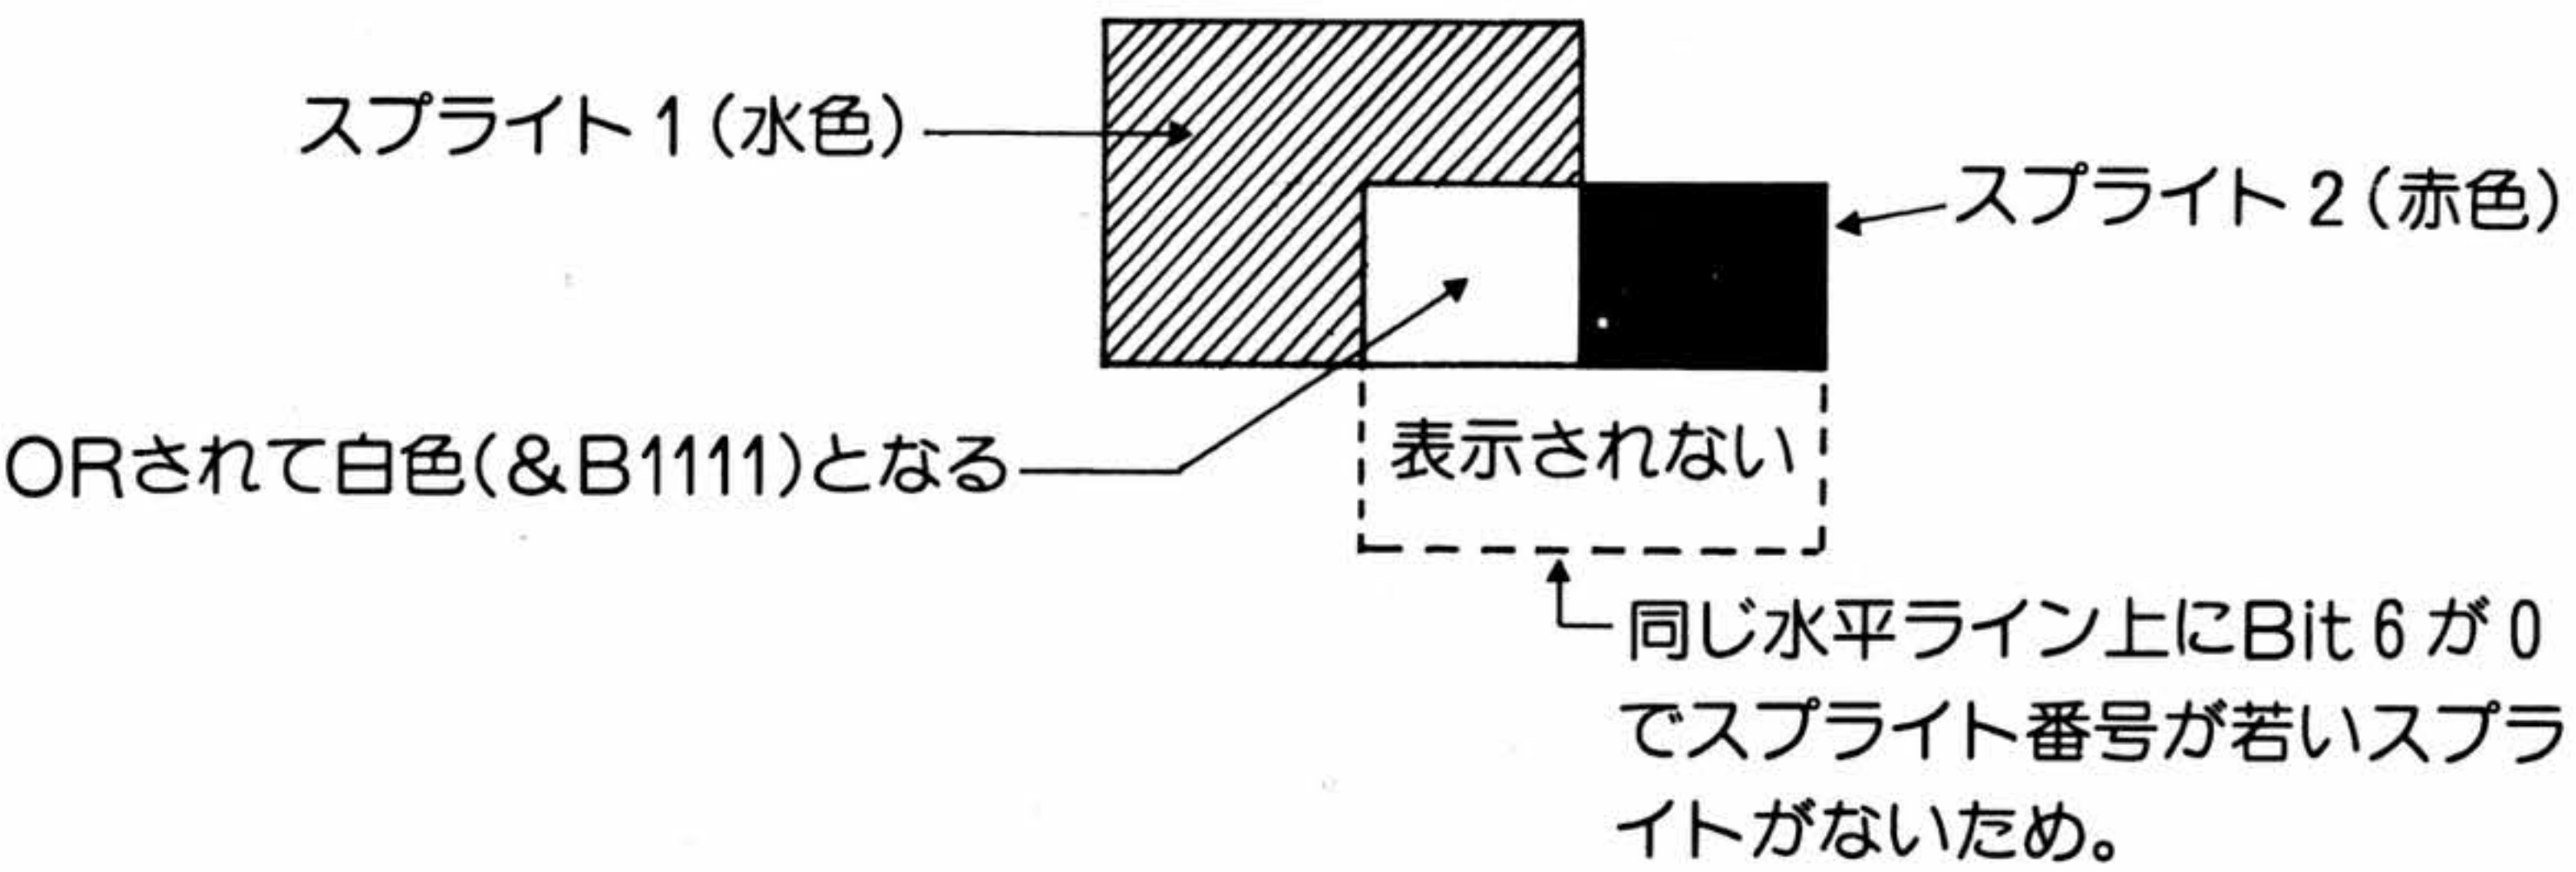 スプライト1(水色)
スプライト2(赤色)
ORされて白色(&B1111)となる
表示されない
同じ水平ライン上にBit6が0
でスプライト番号が若いスプラ
イトがないため。